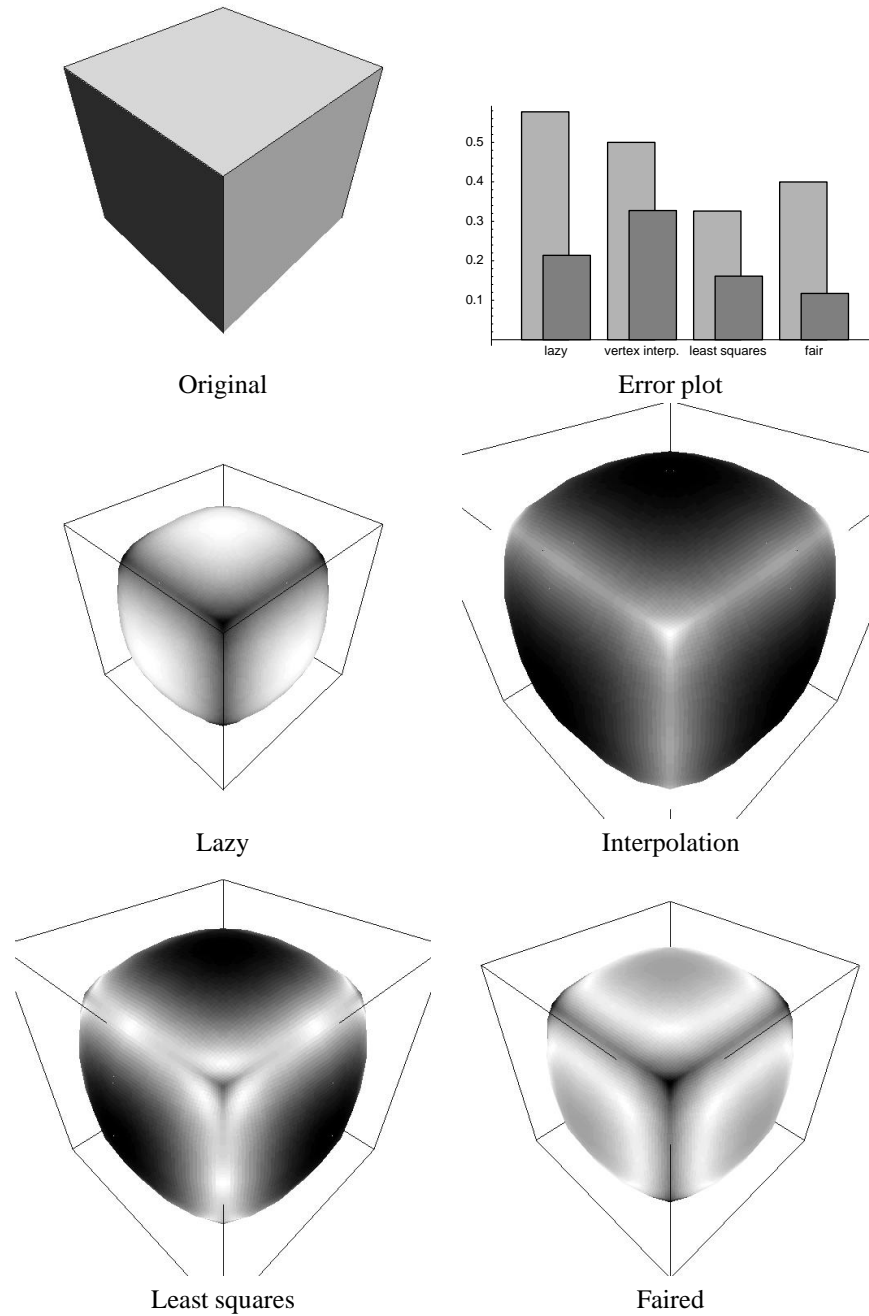 0.5
0.4
0.3
0.2
0.1
lazy vertex interp. least squares fair
Original Error plot
Lazy Interpolation
Least squares Faired